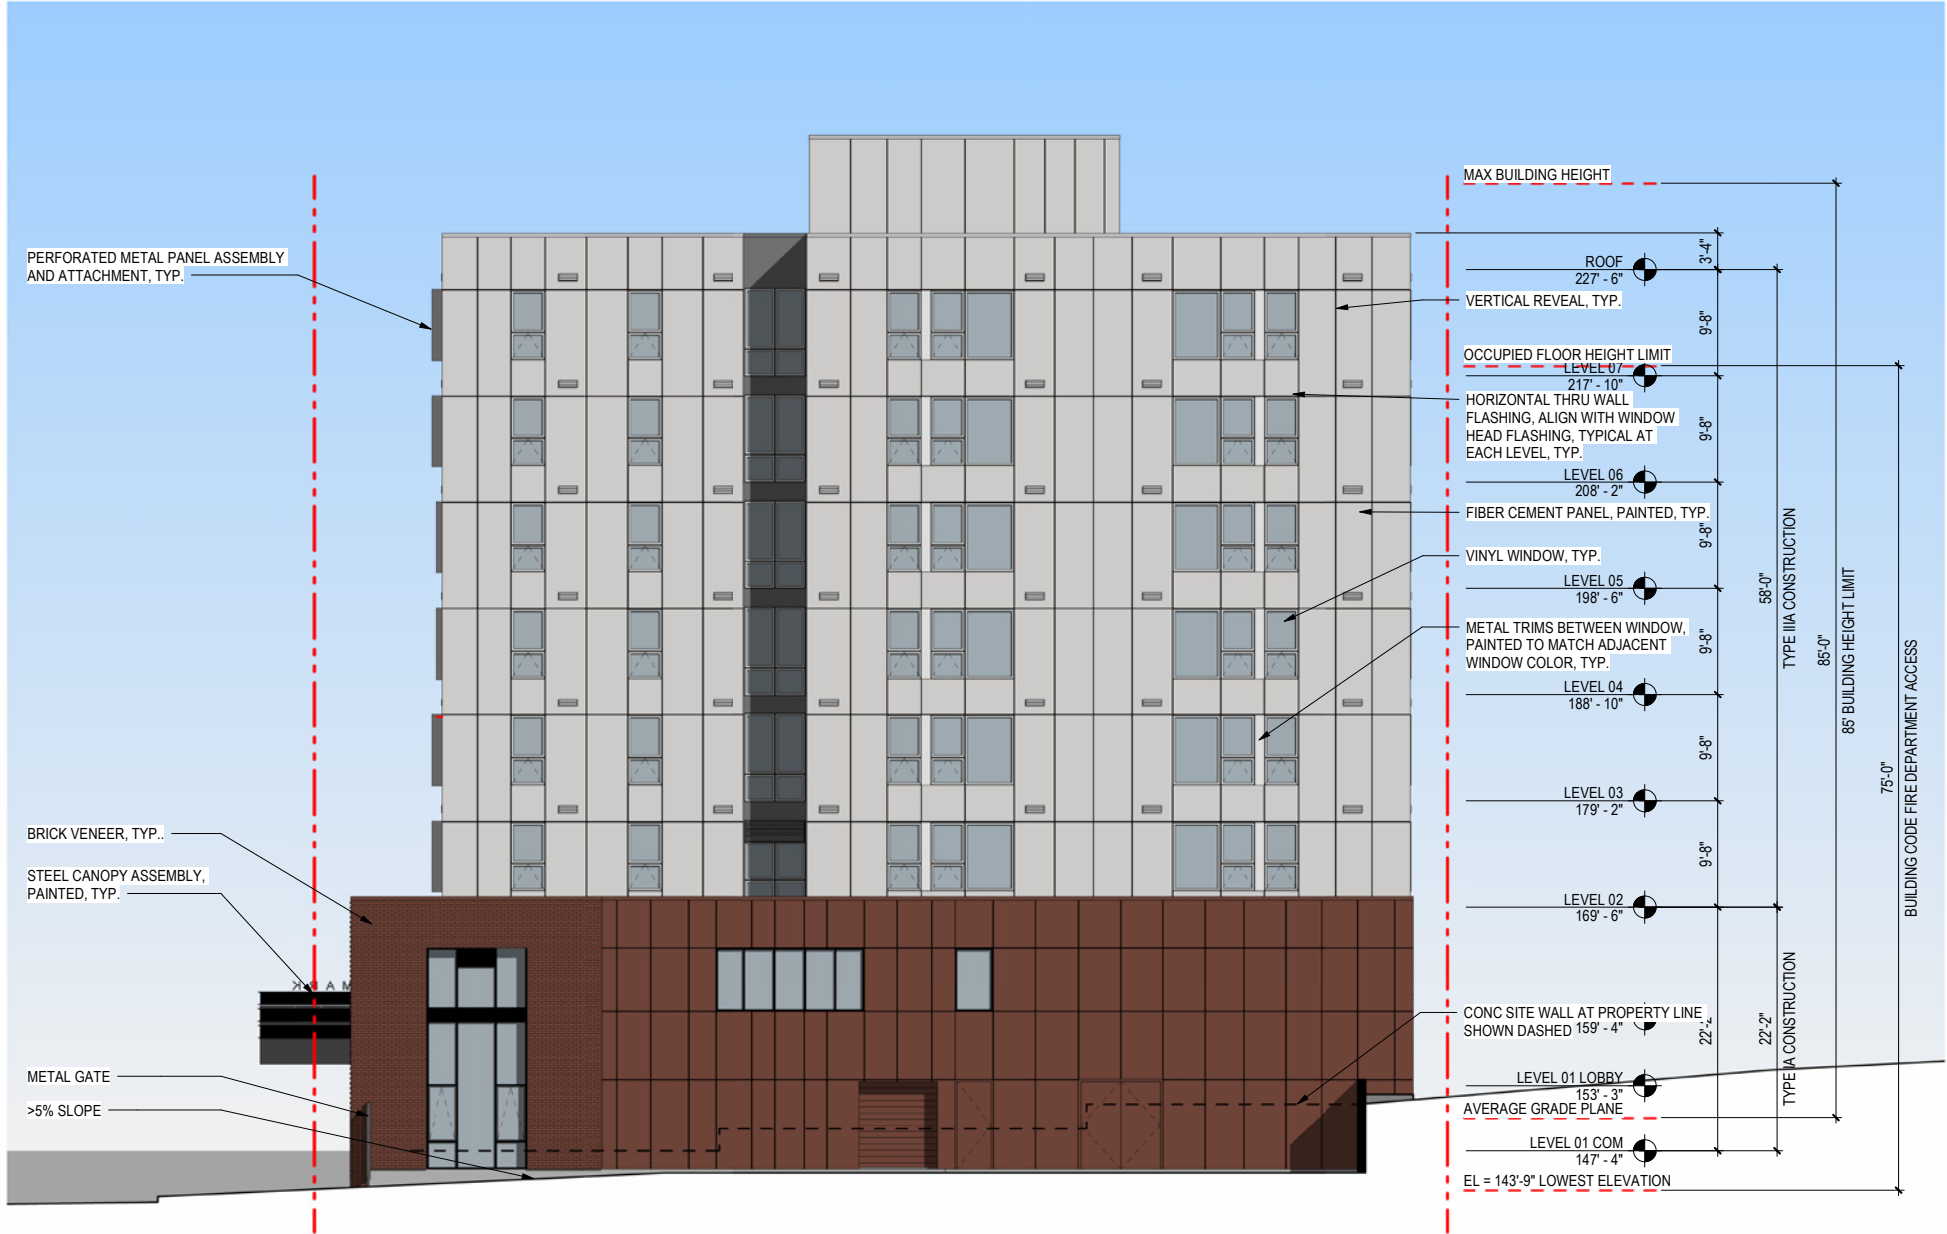 PERFORATED METAL PANEL ASSEMBLY
AND ATTACHMENT, TYP.
BRICK VENEER, TYP..
STEEL CANOPY ASSEMBLY,
PAINTED, TYP.
METAL GATE
>5% SLOPE
MARK
MAX BUILDING HEIGHT
ROOF
227' - 6"
VERTICAL REVEAL, TYP.
OCCUPIED FLOOR HEIGHT LIMIT
LEVEL 07
217' - 10"
HORIZONTAL THRU WALL
FLASHING, ALIGN WITH WINDOW
HEAD FLASHING, TYPICAL AT
EACH LEVEL, TYP.
LEVEL 06
208' - 2"
FIBER CEMENT PANEL, PAINTED, TYP.
VINYL WINDOW, TYP.
LEVEL 05
198' - 6"
METAL TRIMS BETWEEN WINDOW,
PAINTED TO MATCH ADJACENT
WINDOW COLOR, TYP.
LEVEL 04
188' - 10"
LEVEL 03
179' - 2"
LEVEL 02
169' - 6"
CONC SITE WALL AT PROPERTY LINE
SHOWN DASHED
159' - 4"
LEVEL 01 LOBBY
153' - 3"
AVERAGE GRADE PLANE
LEVEL 01 COM
147' - 4"
EL = 143'-9" LOWEST ELEVATION
3'-4"
9'-8"
9'-8"
9'-8"
9'-8"
9'-8"
9'-8"
22'-2"
58'-0"
TYPE IIIA CONSTRUCTION
22'-2"
TYPE IA CONSTRUCTION
85'-0"
85' BUILDING HEIGHT LIMIT
75'-0"
BUILDING CODE FIRE DEPARTMENT ACCESS